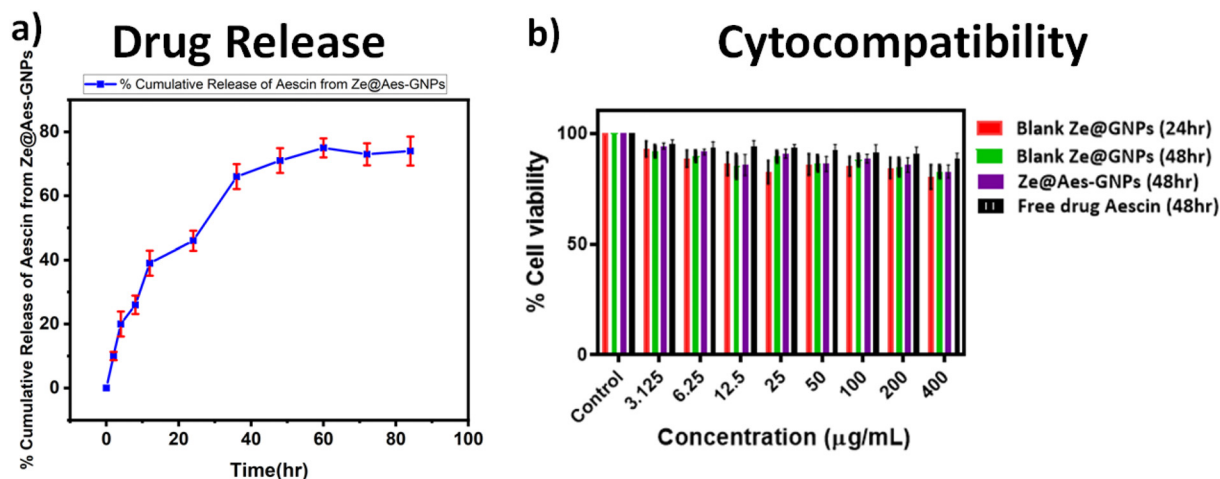 a)
Drug Release
% Cumulative Release of Aescin from Ze@Aes-GNPs
% Cumulative Release of Aescin from Ze@Aes-GNPs
80
60
40
20
0
0 20 40 60 80 100
Time(hr)
b)
Cytocompatibility
% Cell viability
100
50
0
Control 3.125 6.25 12.5 25 50 100 200 400
Concentration (μg/mL)
Blank Ze@GNPs (24hr)
Blank Ze@GNPs (48hr)
Ze@Aes-GNPs (48hr)
Free drug Aescin (48hr)